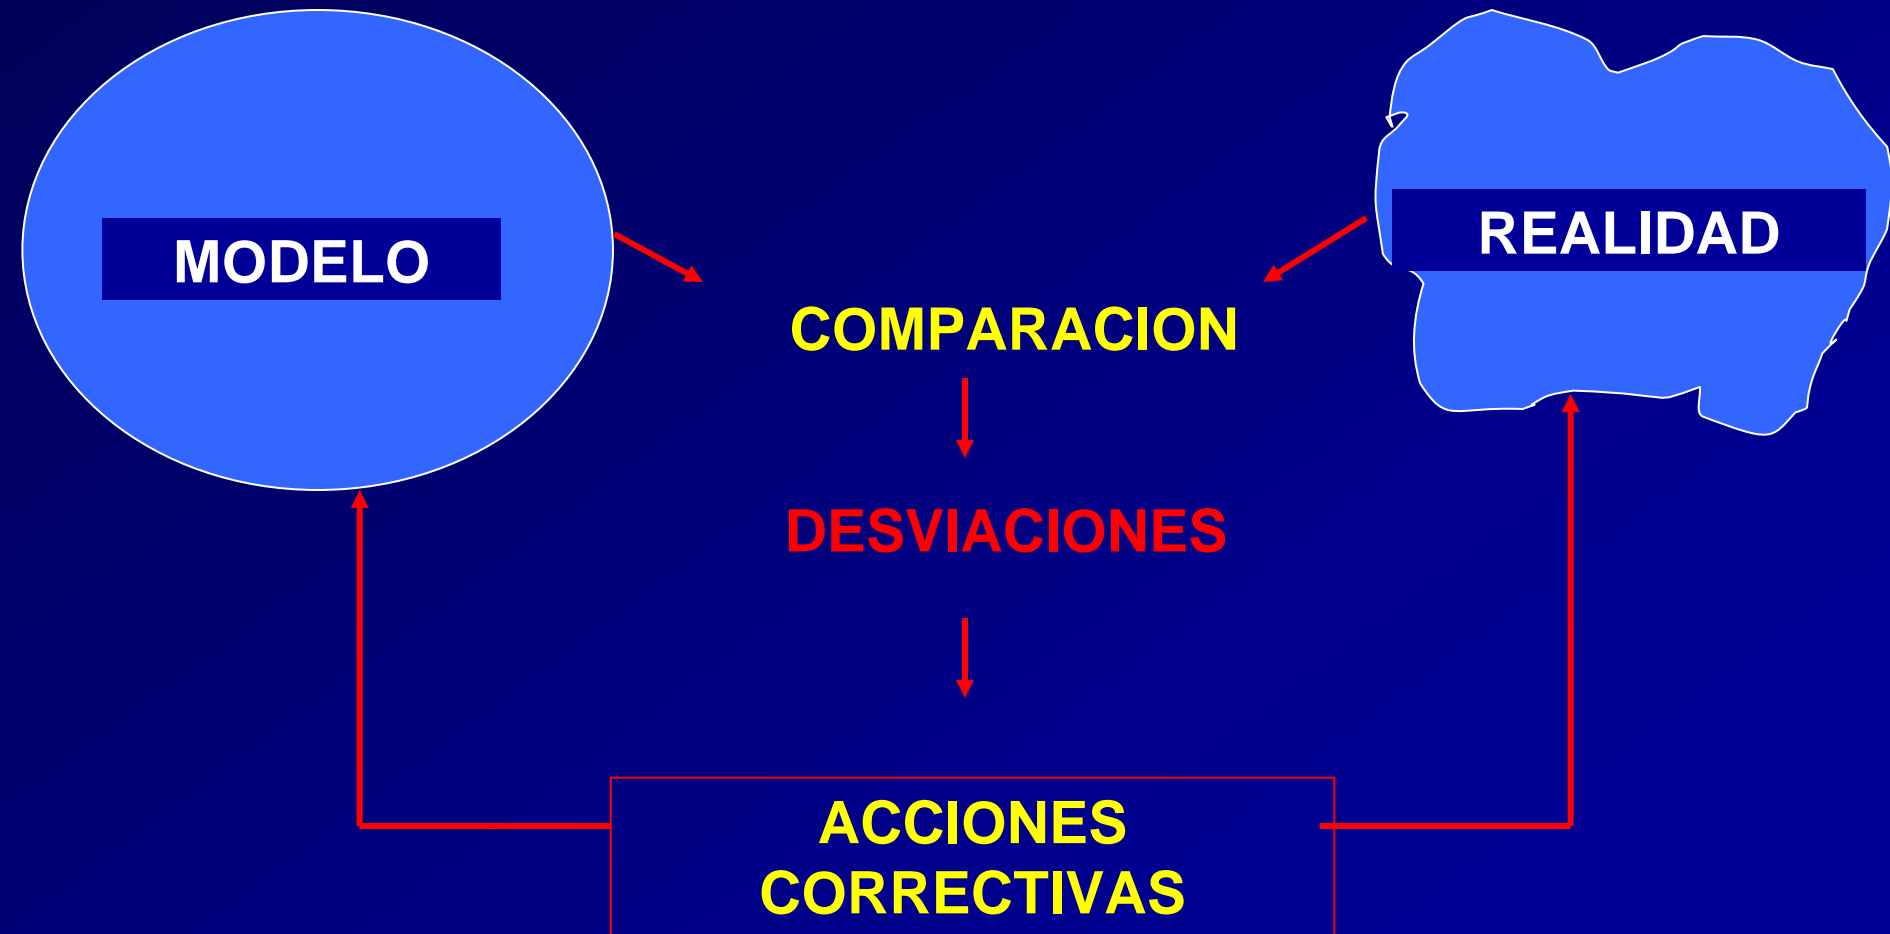 MODELO
REALIDAD
COMPARACION
DESVIACIONES
ACCIONES
CORRECTIVAS